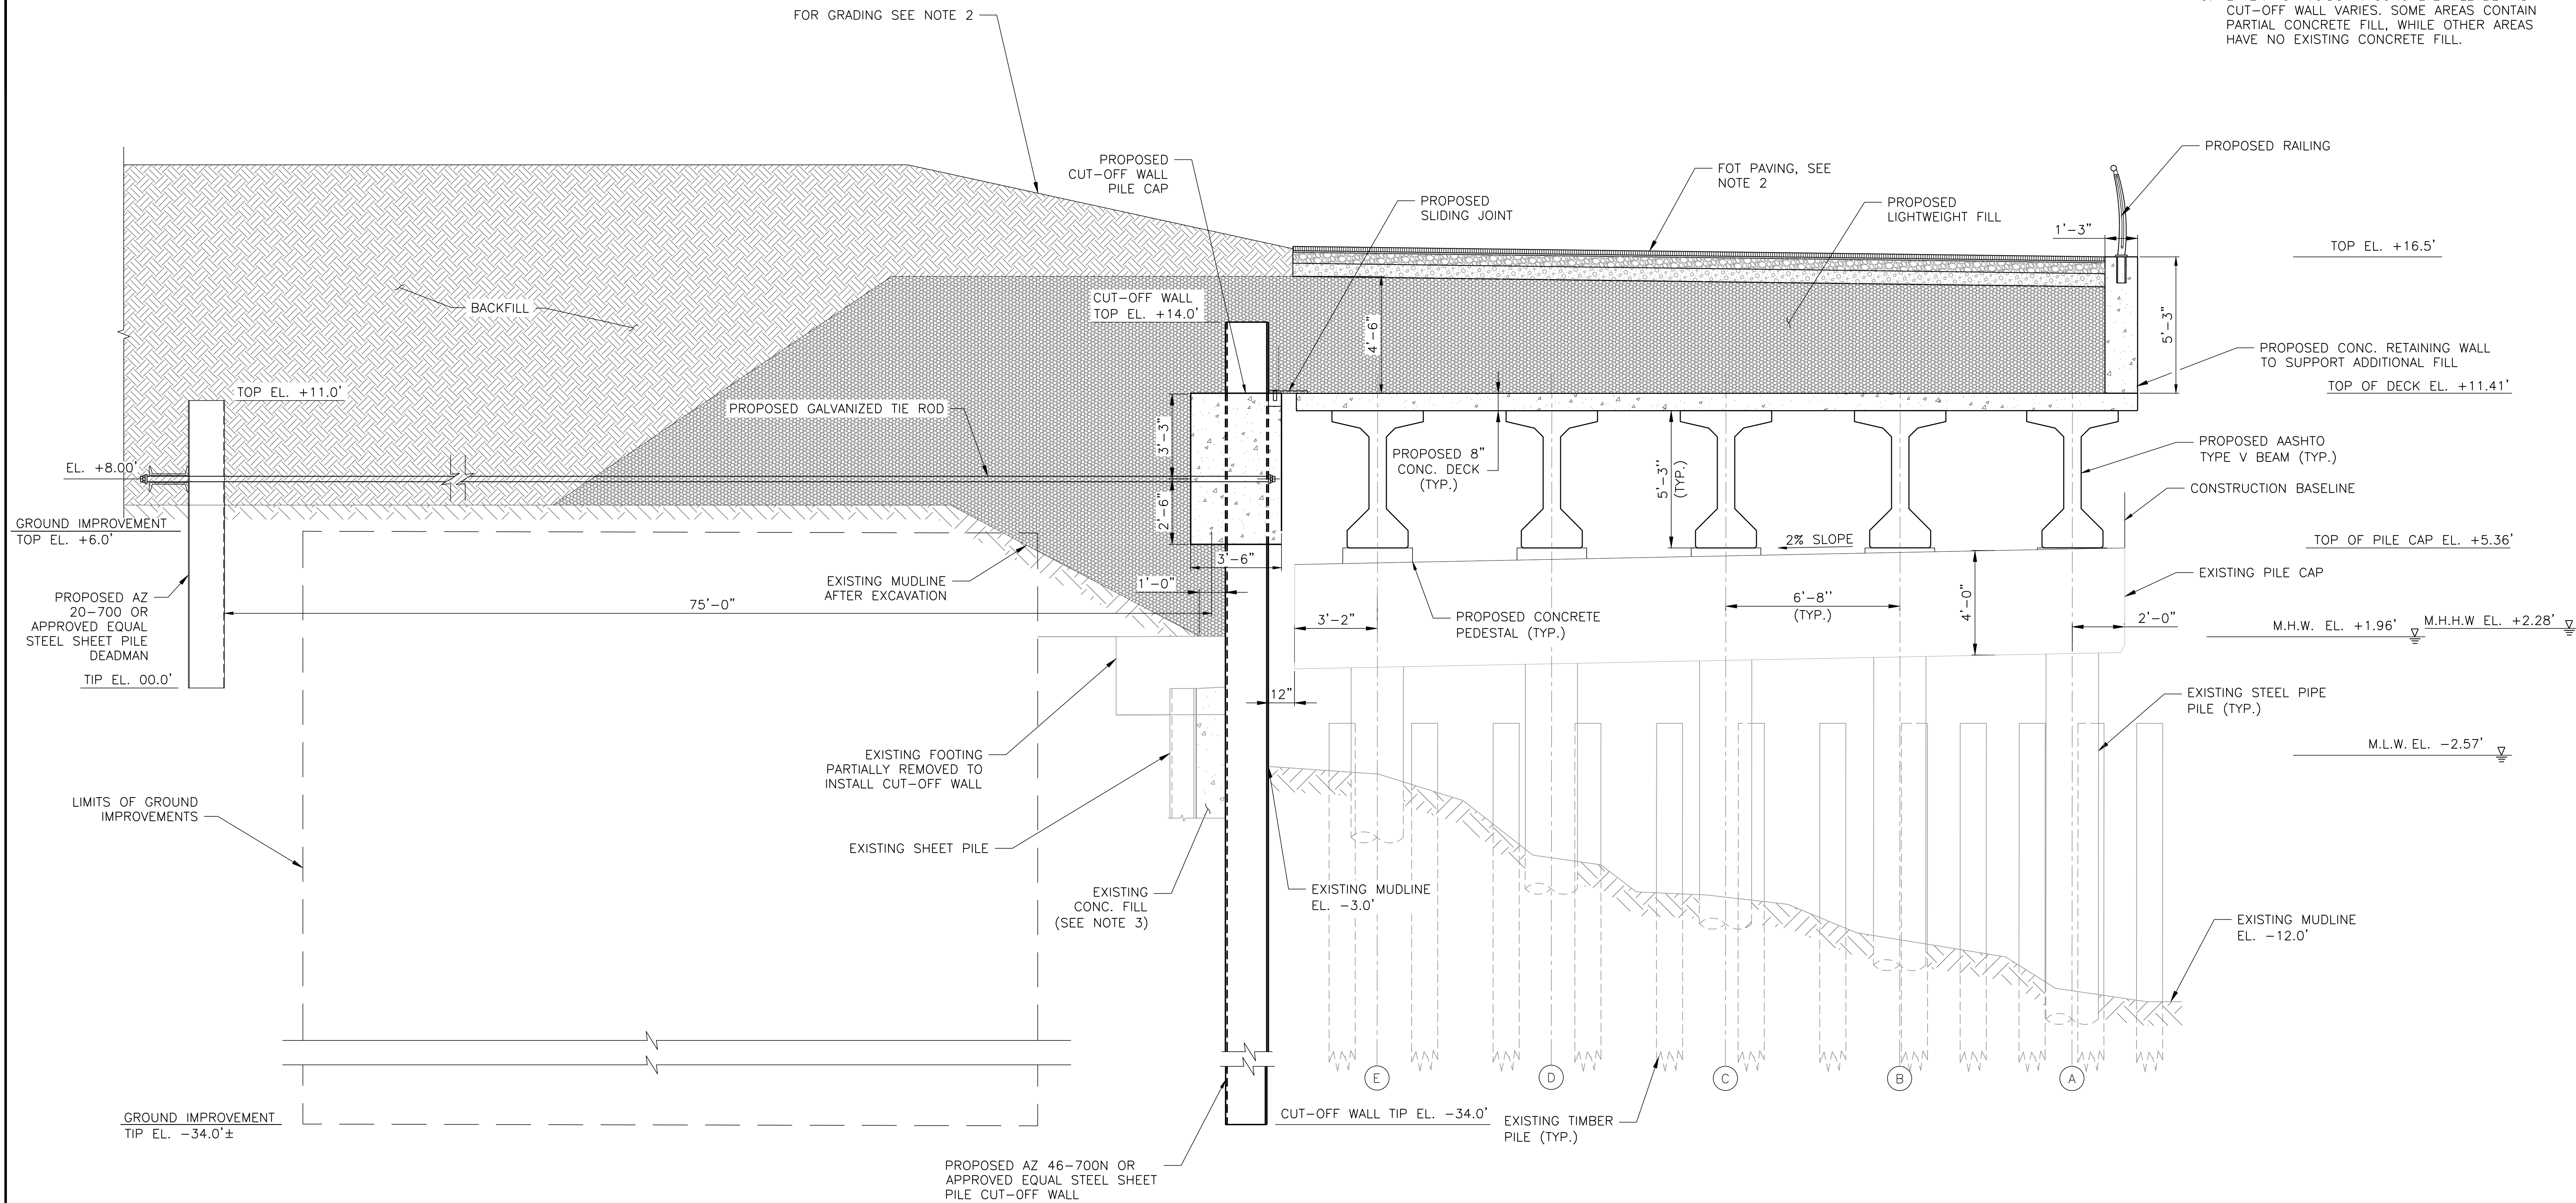 FOR GRADING SEE NOTE 2
CUT-OFF WALL VARIES. SOME AREAS CONTAIN
PARTIAL CONCRETE FILL, WHILE OTHER AREAS
HAVE NO EXISTING CONCRETE FILL.
PROPOSED
CUT-OFF WALL
PILE CAP
PROPOSED
SLIDING JOINT
FOT PAVING, SEE
NOTE 2
PROPOSED
LIGHTWEIGHT FILL
PROPOSED RAILING
1'-3"
TOP EL. +16.5'
BACKFILL
CUT-OFF WALL
TOP EL. +14.0'
4'-6"
5'-3"
PROPOSED CONC. RETAINING WALL
TO SUPPORT ADDITIONAL FILL
TOP OF DECK EL. +11.41'
TOP EL. +11.0'
PROPOSED GALVANIZED TIE ROD
3'-3"
PROPOSED 8"
CONC. DECK
(TYP.)
5'-3"
(TYP.)
PROPOSED AASHTO
TYPE V BEAM (TYP.)
EL. +8.00'
CONSTRUCTION BASELINE
2'-6"
GROUND IMPROVEMENT
TOP EL. +6.0'
2% SLOPE
TOP OF PILE CAP EL. +5.36'
3'-6"
EXISTING MUDLINE
AFTER EXCAVATION
1'-0"
EXISTING PILE CAP
PROPOSED AZ
20-700 OR
APPROVED EQUAL
STEEL SHEET PILE
DEADMAN
75'-0"
3'-2"
PROPOSED CONCRETE
PEDESTAL (TYP.)
6'-8"
(TYP.)
4'-0"
2'-0"
M.H.W. EL. +1.96'
M.H.H.W EL. +2.28'
TIP EL. 00.0'
12"
EXISTING STEEL PIPE
PILE (TYP.)
EXISTING FOOTING
PARTIALLY REMOVED TO
INSTALL CUT-OFF WALL
M.L.W. EL. -2.57'
LIMITS OF GROUND
IMPROVEMENTS
EXISTING SHEET PILE
EXISTING
CONC. FILL
(SEE NOTE 3)
EXISTING MUDLINE
EL. -3.0'
EXISTING MUDLINE
EL. -12.0'
E
D
C
B
A
GROUND IMPROVEMENT
TIP EL. -34.0'±
CUT-OFF WALL TIP EL. -34.0'
EXISTING TIMBER
PILE (TYP.)
PROPOSED AZ 46-700N OR
APPROVED EQUAL STEEL SHEET
PILE CUT-OFF WALL